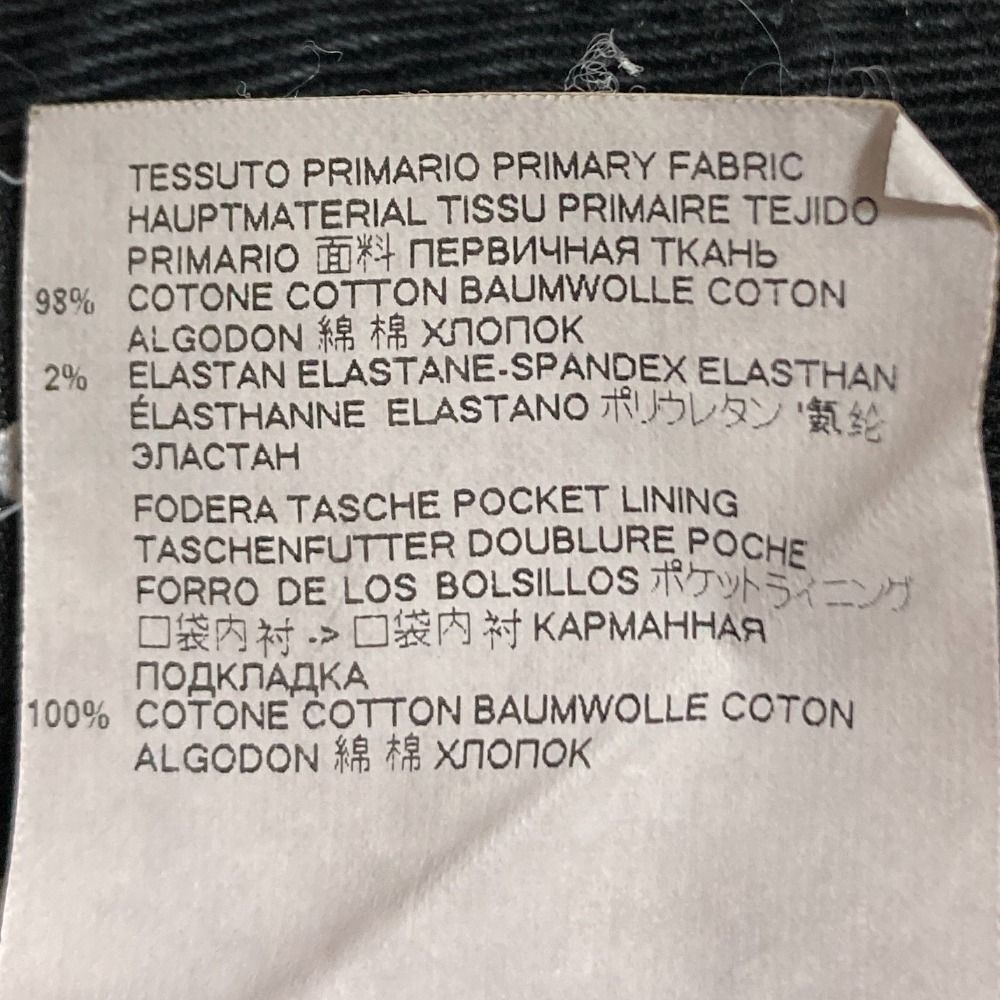 TESSUTO PRIMARIO PRIMARY FABRIC
HAUPTMATERIAL TISSU PRIMAIRE TEJIDO
PRIMARIO 面料 ПЕРВИЧНАЯ ТКАНЬ
98% COTONE COTTON BAUMWOLLE COTON
ALGODON 綿 棉 ХЛОПОК
2% ELASTAN ELASTANE-SPANDEX ELASTHAN
ÉLASTHANNE ELASTANO ポリウレタン '氨纶
ЭЛАСТАН
FODERA TASCHE POCKET LINING
TASCHENFUTTER DOUBLURE POCHE
FORRO DE LOS BOLSILLOS ポケットライニング
口袋内衬 -> 口袋内衬 КАРМАННАЯ
ПОДКЛАДКА
100% COTONE COTTON BAUMWOLLE COTON
ALGODON 綿 棉 ХЛОПОК